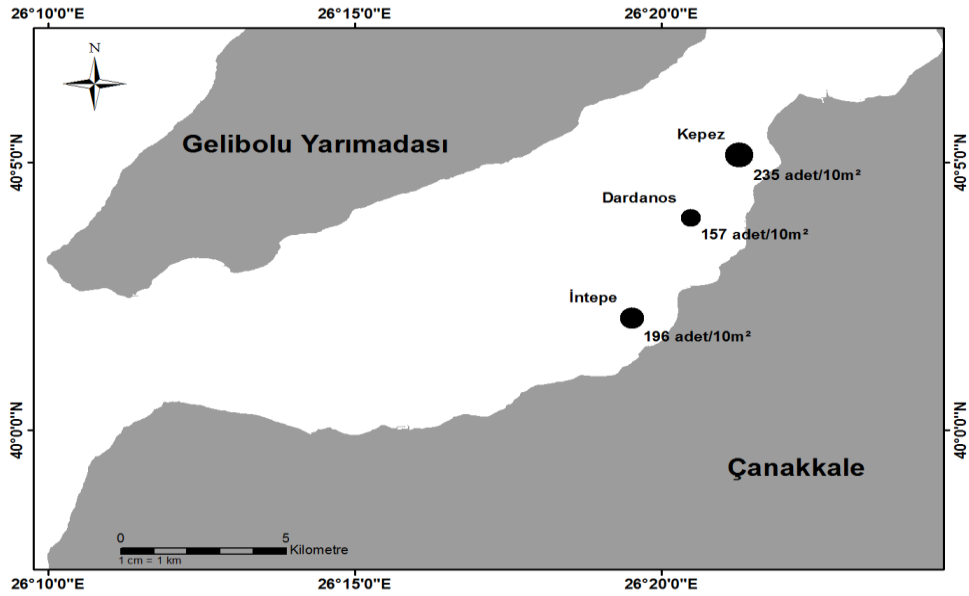 26°10'0"E 26°15'0"E 26°20'0"E
N
Gelibolu Yarımadası
Kepez
40°5'0"N 40°5'0"N
235 adet/10m²
Dardanos
157 adet/10m²
İntepe
196 adet/10m²
40°0'0"N 40°0'0"N
Çanakkale
0 5
Kilometre
1 cm = 1 km
26°10'0"E 26°15'0"E 26°20'0"E